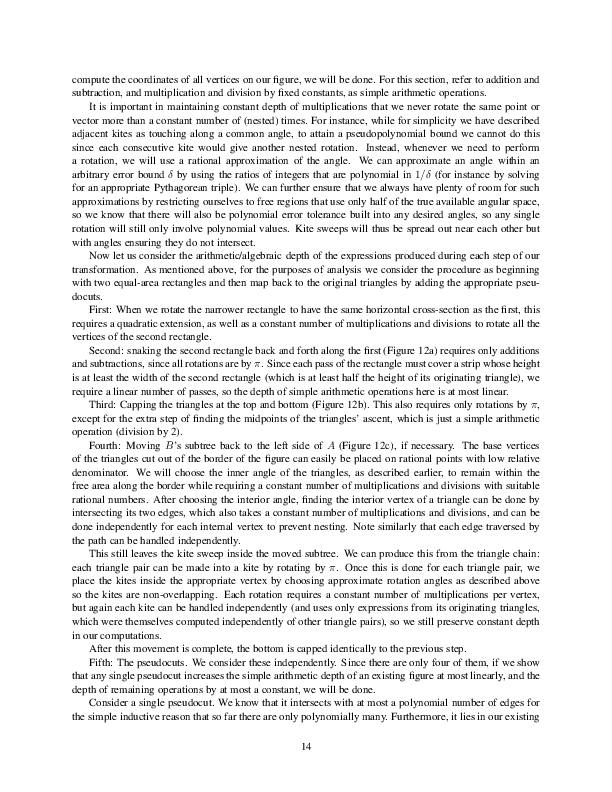 compute the coordinates of all vertices on our figure, we will be done. For this section, refer to addition and
subtraction, and multiplication and division by fixed constants, as simple arithmetic operations.
It is important in maintaining constant depth of multiplications that we never rotate the same point or
vector more than a constant number of (nested) times. For instance, while for simplicity we have described
adjacent kites as touching along a common angle, to attain a pseudopolynomial bound we cannot do this
since each consecutive kite would give another nested rotation. Instead, whenever we need to perform
a rotation, we will use a rational approximation of the angle. We can approximate an angle within an
arbitrary error bound δ by using the ratios of integers that are polynomial in 1/δ (for instance by solving
for an appropriate Pythagorean triple). We can further ensure that we always have plenty of room for such
approximations by restricting ourselves to free regions that use only half of the true available angular space,
so we know that there will also be polynomial error tolerance built into any desired angles, so any single
rotation will still only involve polynomial values. Kite sweeps will thus be spread out near each other but
with angles ensuring they do not intersect.
Now let us consider the arithmetic/algebraic depth of the expressions produced during each step of our
transformation. As mentioned above, for the purposes of analysis we consider the procedure as beginning
with two equal-area rectangles and then map back to the original triangles by adding the appropriate pseu-
docuts.
First: When we rotate the narrower rectangle to have the same horizontal cross-section as the first, this
requires a quadratic extension, as well as a constant number of multiplications and divisions to rotate all the
vertices of the second rectangle.
Second: snaking the second rectangle back and forth along the first (Figure 12a) requires only additions
and subtractions, since all rotations are by π. Since each pass of the rectangle must cover a strip whose height
is at least the width of the second rectangle (which is at least half the height of its originating triangle), we
require a linear number of passes, so the depth of simple arithmetic operations here is at most linear.
Third: Capping the triangles at the top and bottom (Figure 12b). This also requires only rotations by π,
except for the extra step of finding the midpoints of the triangles' ascent, which is just a simple arithmetic
operation (division by 2).
Fourth: Moving B's subtree back to the left side of A (Figure 12c), if necessary. The base vertices
of the triangles cut out of the border of the figure can easily be placed on rational points with low relative
denominator. We will choose the inner angle of the triangles, as described earlier, to remain within the
free area along the border while requiring a constant number of multiplications and divisions with suitable
rational numbers. After choosing the interior angle, finding the interior vertex of a triangle can be done by
intersecting its two edges, which also takes a constant number of multiplications and divisions, and can be
done independently for each internal vertex to prevent nesting. Note similarly that each edge traversed by
the path can be handled independently.
This still leaves the kite sweep inside the moved subtree. We can produce this from the triangle chain:
each triangle pair can be made into a kite by rotating by π. Once this is done for each triangle pair, we
place the kites inside the appropriate vertex by choosing approximate rotation angles as described above
so the kites are non-overlapping. Each rotation requires a constant number of multiplications per vertex,
but again each kite can be handled independently (and uses only expressions from its originating triangles,
which were themselves computed independently of other triangle pairs), so we still preserve constant depth
in our computations.
After this movement is complete, the bottom is capped identically to the previous step.
Fifth: The pseudocuts. We consider these independently. Since there are only four of them, if we show
that any single pseudocut increases the simple arithmetic depth of an existing figure at most linearly, and the
depth of remaining operations by at most a constant, we will be done.
Consider a single pseudocut. We know that it intersects with at most a polynomial number of edges for
the simple inductive reason that so far there are only polynomially many. Furthermore, it lies in our existing
14